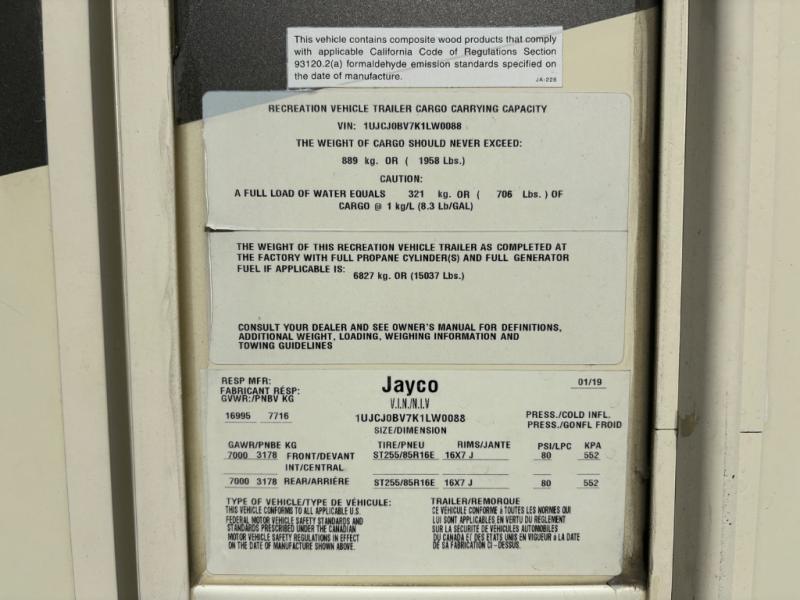 This vehicle contains composite wood products that comply
with applicable California Code of Regulations Section
93120.2(a) formaldehyde emission standards specified on
the date of manufacture.
JA-228
RECREATION VEHICLE TRAILER CARGO CARRYING CAPACITY
VIN: 1UJCJ0BV7K1LW0088
THE WEIGHT OF CARGO SHOULD NEVER EXCEED:
889 kg. OR ( 1958 Lbs.)
CAUTION:
A FULL LOAD OF WATER EQUALS 321 kg. OR ( 706 Lbs. ) OF
CARGO @ 1 kg/L (8.3 Lb/GAL)
THE WEIGHT OF THIS RECREATION VEHICLE TRAILER AS COMPLETED AT
THE FACTORY WITH FULL PROPANE CYLINDER(S) AND FULL GENERATOR
FUEL IF APPLICABLE IS: 6827 kg. OR (15037 Lbs.)
CONSULT YOUR DEALER AND SEE OWNER'S MANUAL FOR DEFINITIONS,
ADDITIONAL WEIGHT, LOADING, WEIGHING INFORMATION AND
TOWING GUIDELINES
RESP MFR: Jayco 01/19
FABRICANT RESP:
GVWR:/PNBV KG V.I.N./N.I.V
16995 7716 1UJCJ0BV7K1LW0088 PRESS./COLD INFL.
SIZE/DIMENSION PRESS./GONFL FROID
GAWR/PNBE KG TIRE/PNEU RIMS/JANTE PSI/LPC KPA
7000 3178 FRONT/DEVANT ST255/85R16E 16X7 J 80 552
INT/CENTRAL
7000 3178 REAR/ARRIÉRE ST255/85R16E 16X7 J 80 552
TYPE OF VEHICLE/TYPE DE VÉHICULE: TRAILER/REMORQUE
THIS VEHICLE CONFORMS TO ALL APPLICABLE U.S.
FEDERAL MOTOR VEHICLE SAFETY STANDARDS AND
STANDARDS PRESCRIBED UNDER THE CANADIAN
MOTOR VEHICLE SAFETY REGULATIONS IN EFFECT
ON THE DATE OF MANUFACTURE SHOWN ABOVE.
CE VÉHICULE CONFORME à TOUTES LES NORMES QUI
LUI SONT APPLICABLES EN VERTU DU REGLEMENT
SUR LA SECURITE DE VEHICULES AUTOMOBILES
DU CANADA ET DES ETATS UNIS EN VIGUEUR à LA DATE
DE SA FABRICATION CI-DESSUS.